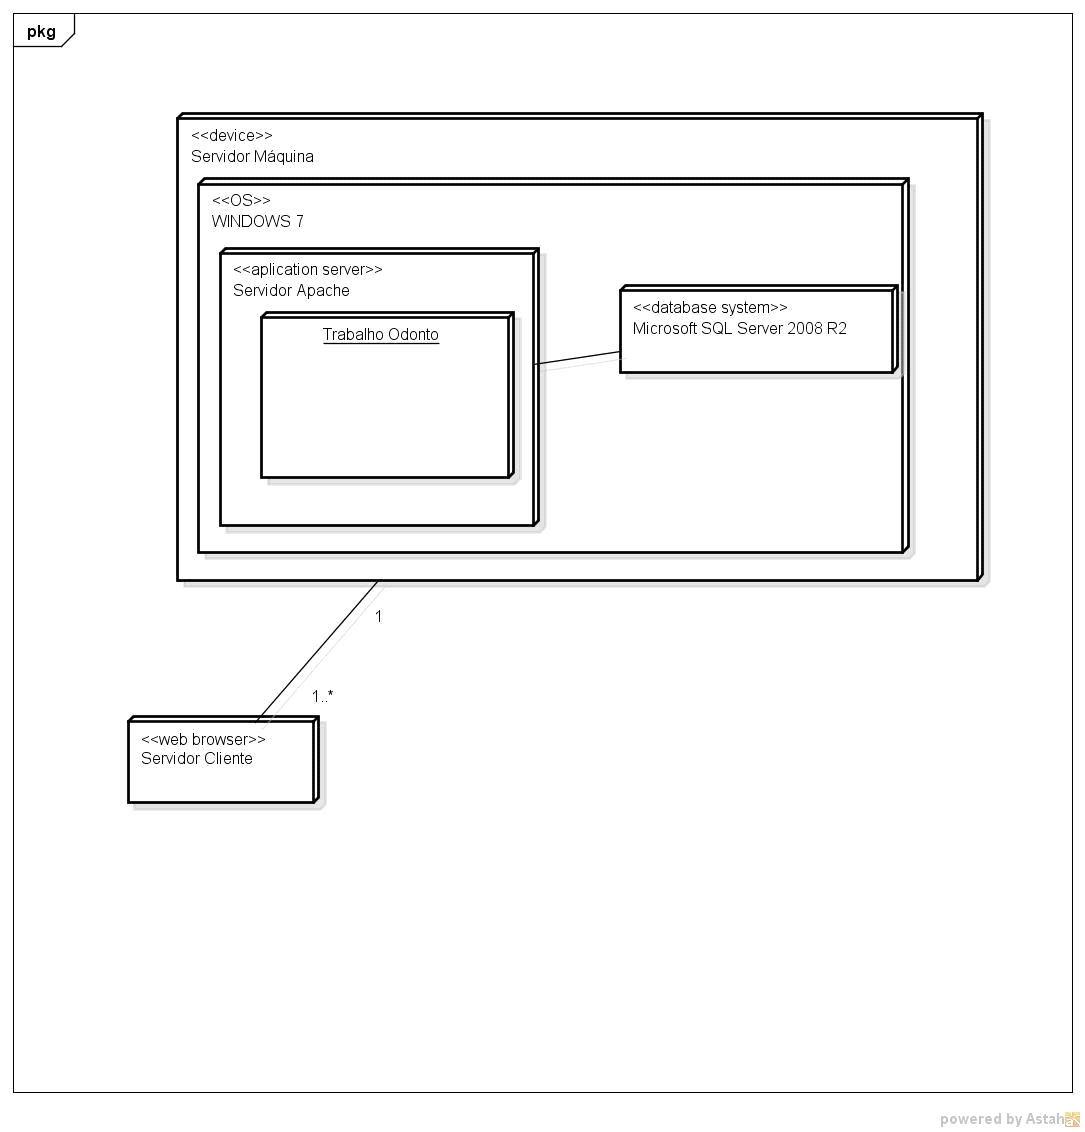 pkg
<<device>>
Servidor Máquina
<<OS>>
WINDOWS 7
<<aplication server>>
Servidor Apache
Trabalho Odonto
<<database system>>
Microsoft SQL Server 2008 R2
1
1..*
<<web browser>>
Servidor Cliente
powered by Astah